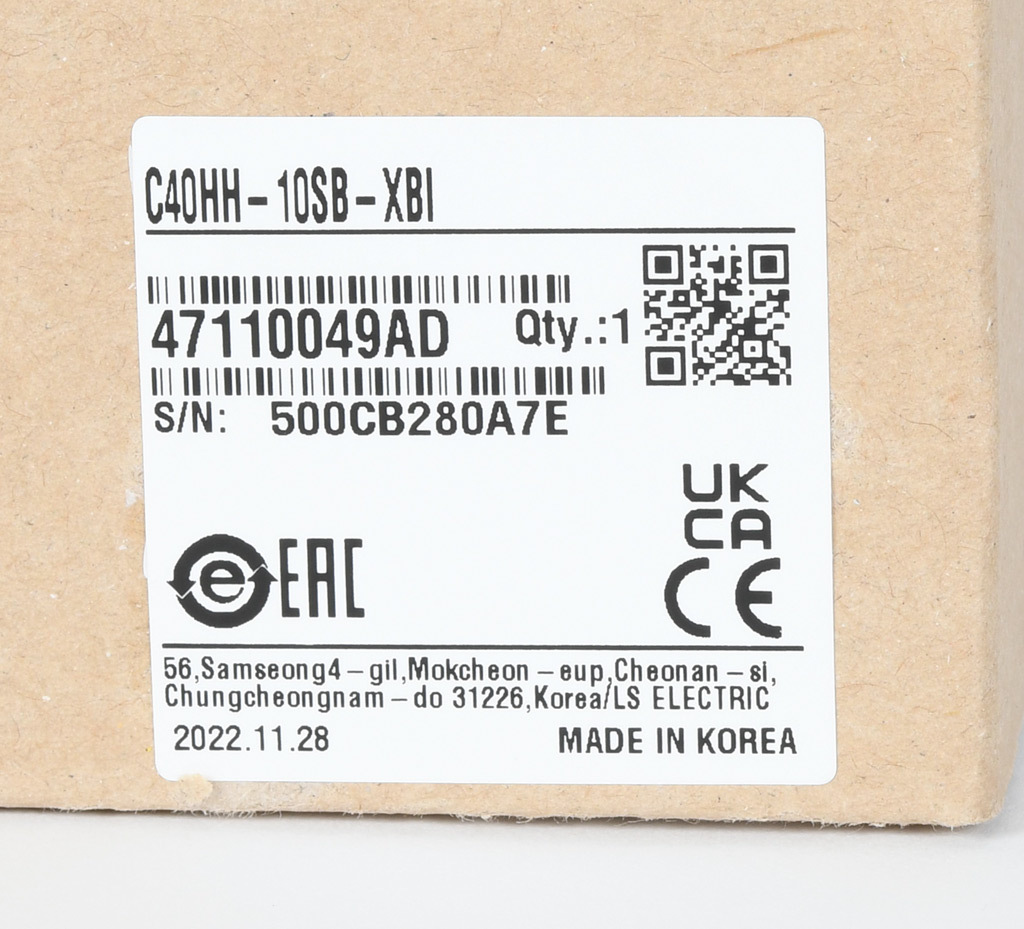 C40HH-10SB-XBI
47110049AD Qty.:1
S/N: 500CB280A7E
UK
CA
e EAC CE
56,Samseong4-gil,Mokcheon-eup,Cheonan-si,
Chungcheongnam-do 31226,Korea/LS ELECTRIC
2022.11.28 MADE IN KOREA